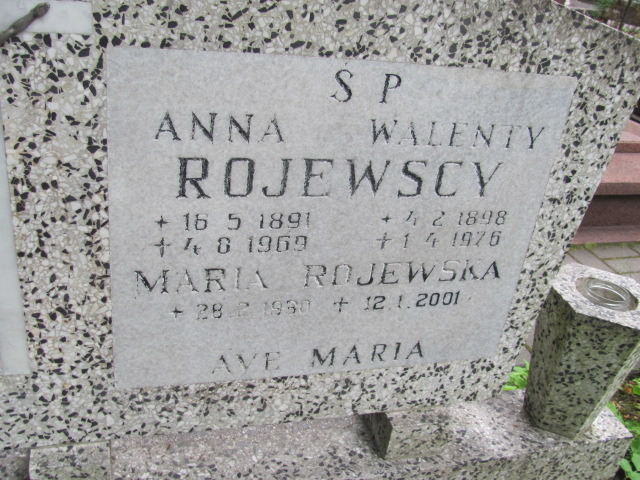 Ś P
ANNA WALENTY
ROJEWSCY
+ 16 5 1891 + 4 2 1898
+ 4 8 1969 + 1 4 1976
MARIA ROJEWSKA
+ 28.2.1930 + 12.1.2001
AVE MARIA